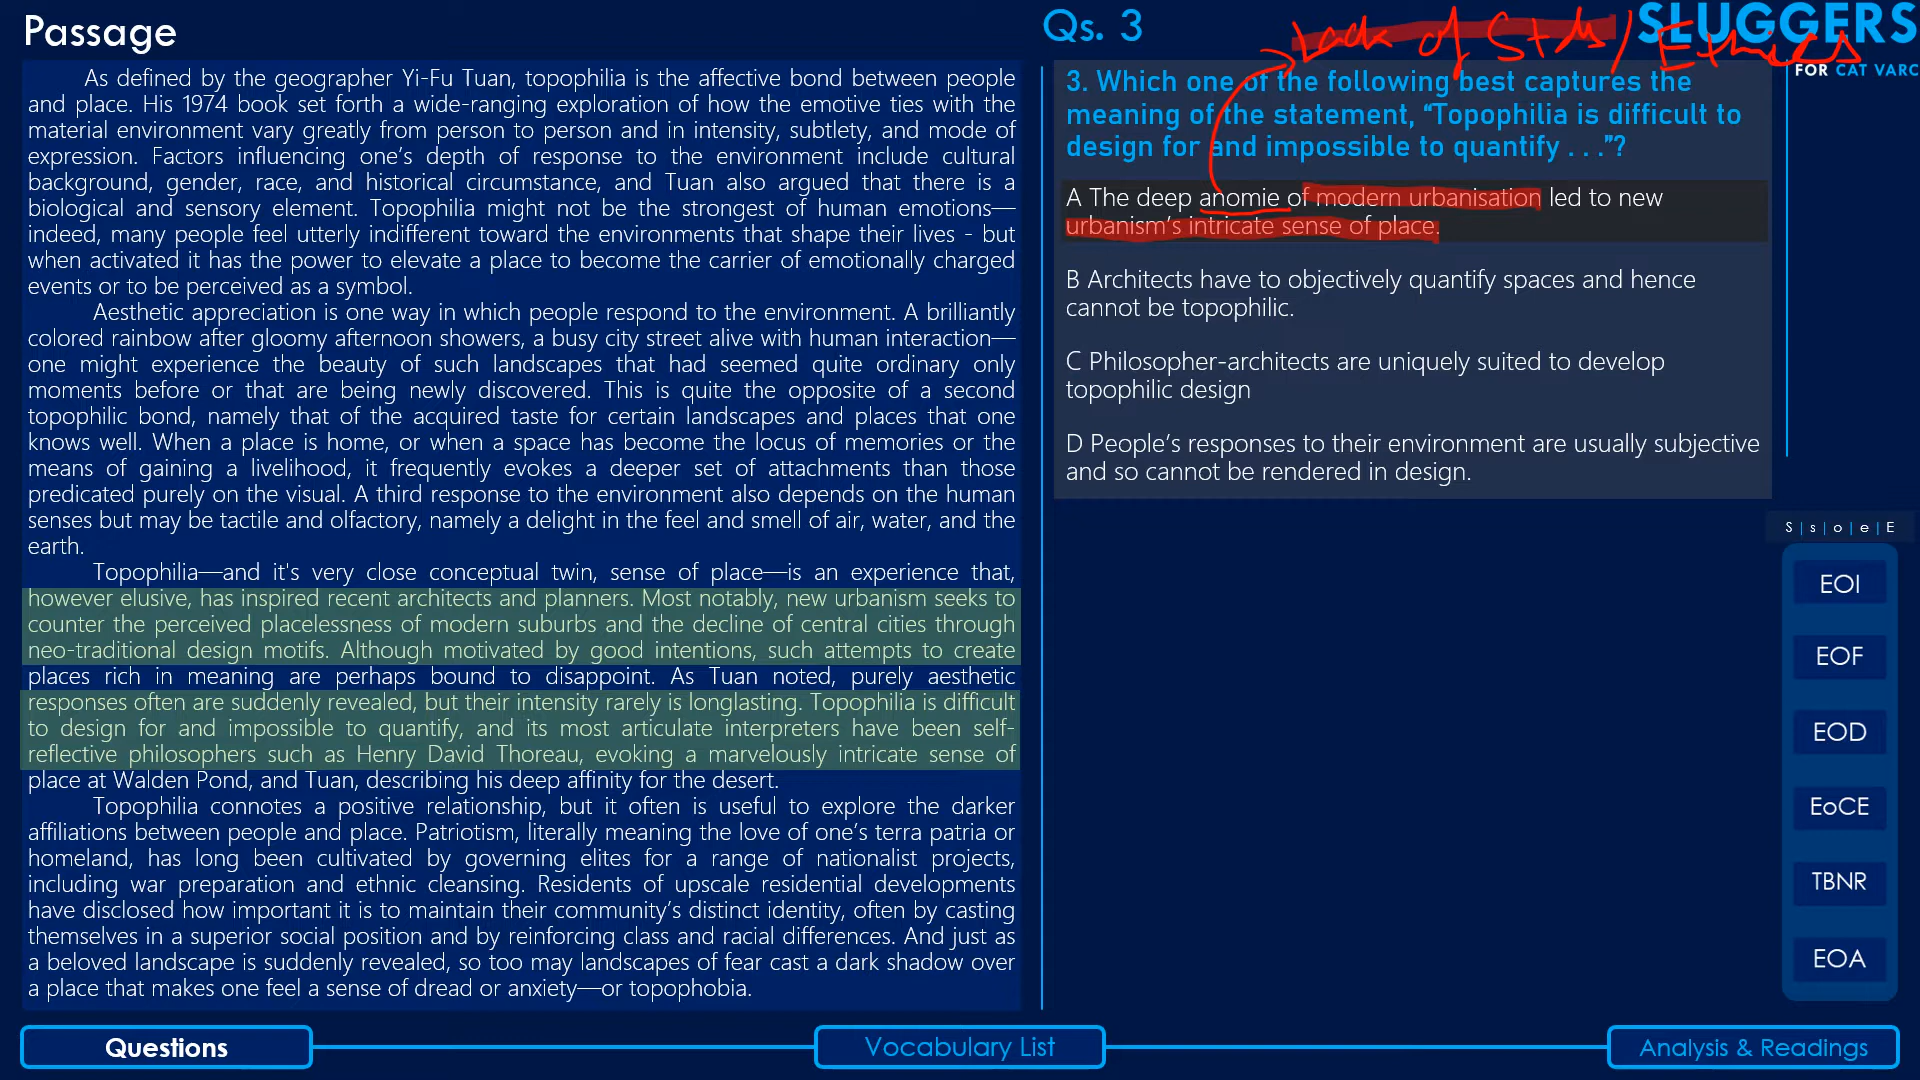 Passage
As defined by the geographer Yi-Fu Tuan, topophilia is the affective bond between people
and place. His 1974 book set forth a wide-ranging exploration of how the emotive ties with the
material environment vary greatly from person to person and in intensity, subtlety, and mode of
expression. Factors influencing one's depth of response to the environment include cultural
background, gender, race, and historical circumstance, and Tuan also argued that there is a
biological and sensory element. Topophilia might not be the strongest of human emotions—
indeed, many people feel utterly indifferent toward the environments that shape their lives - but
when activated it has the power to elevate a place to become the carrier of emotionally charged
events or to be perceived as a symbol.
Aesthetic appreciation is one way in which people respond to the environment. A brilliantly
colored rainbow after gloomy afternoon showers, a busy city street alive with human interaction—
one might experience the beauty of such landscapes that had seemed quite ordinary only
moments before or that are being newly discovered. This is quite the opposite of a second
topophilic bond, namely that of the acquired taste for certain landscapes and places that one
knows well. When a place is home, or when a space has become the locus of memories or the
means of gaining a livelihood, it frequently evokes a deeper set of attachments than those
predicated purely on the visual. A third response to the environment also depends on the human
senses but may be tactile and olfactory, namely a delight in the feel and smell of air, water, and the
earth.
Topophilia—and it's very close conceptual twin, sense of place—is an experience that,
however elusive, has inspired recent architects and planners. Most notably, new urbanism seeks to
counter the perceived placelessness of modern suburbs and the decline of central cities through
neo-traditional design motifs. Although motivated by good intentions, such attempts to create
places rich in meaning are perhaps bound to disappoint. As Tuan noted, purely aesthetic
responses often are suddenly revealed, but their intensity rarely is longlasting. Topophilia is difficult
to design for and impossible to quantify, and its most articulate interpreters have been self-
reflective philosophers such as Henry David Thoreau, evoking a marvelously intricate sense of
place at Walden Pond, and Tuan, describing his deep affinity for the desert.
Topophilia connotes a positive relationship, but it often is useful to explore the darker
affiliations between people and place. Patriotism, literally meaning the love of one's terra patria or
homeland, has long been cultivated by governing elites for a range of nationalist projects,
including war preparation and ethnic cleansing. Residents of upscale residential developments
have disclosed how important it is to maintain their community's distinct identity, often by casting
themselves in a superior social position and by reinforcing class and racial differences. And just as
a beloved landscape is suddenly revealed, so too may landscapes of fear cast a dark shadow over
a place that makes one feel a sense of dread or anxiety—or topophobia.
Qs. 3
Lack of Stds/ Ethics
SLUGGERS
FOR CAT VARC
3. Which one of the following best captures the
meaning of the statement, “Topophilia is difficult to
design for and impossible to quantify . . .”?
A The deep anomie of modern urbanisation led to new
urbanism's intricate sense of place.
B Architects have to objectively quantify spaces and hence
cannot be topophilic.
C Philosopher-architects are uniquely suited to develop
topophilic design
D People's responses to their environment are usually subjective
and so cannot be rendered in design.
S | s | o | e | E
EOI
EOF
EOD
EoCE
TBNR
EOA
Questions
Vocabulary List
Analysis & Readings